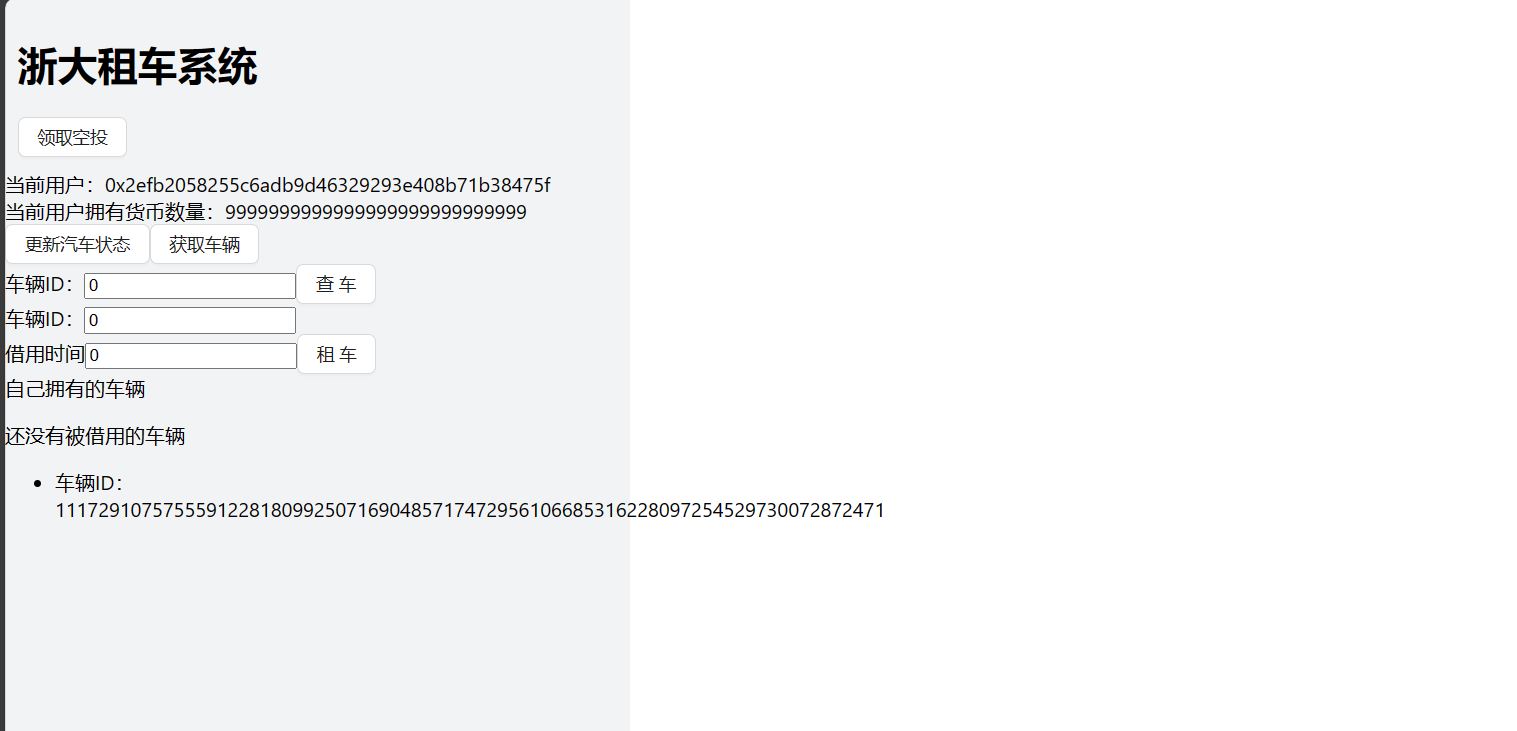 浙大租车系统
领取空投
当前用户：0x2efb2058255c6adb9d46329293e408b71b38475f
当前用户拥有货币数量：9999999999999999999999999999
更新汽车状态 获取车辆
车辆ID： 0 查 车
车辆ID： 0
借用时间 0 租 车
自己拥有的车辆
还没有被借用的车辆
车辆ID：
111729107575559122818099250716904857174729561066853162280972545297300728​72471